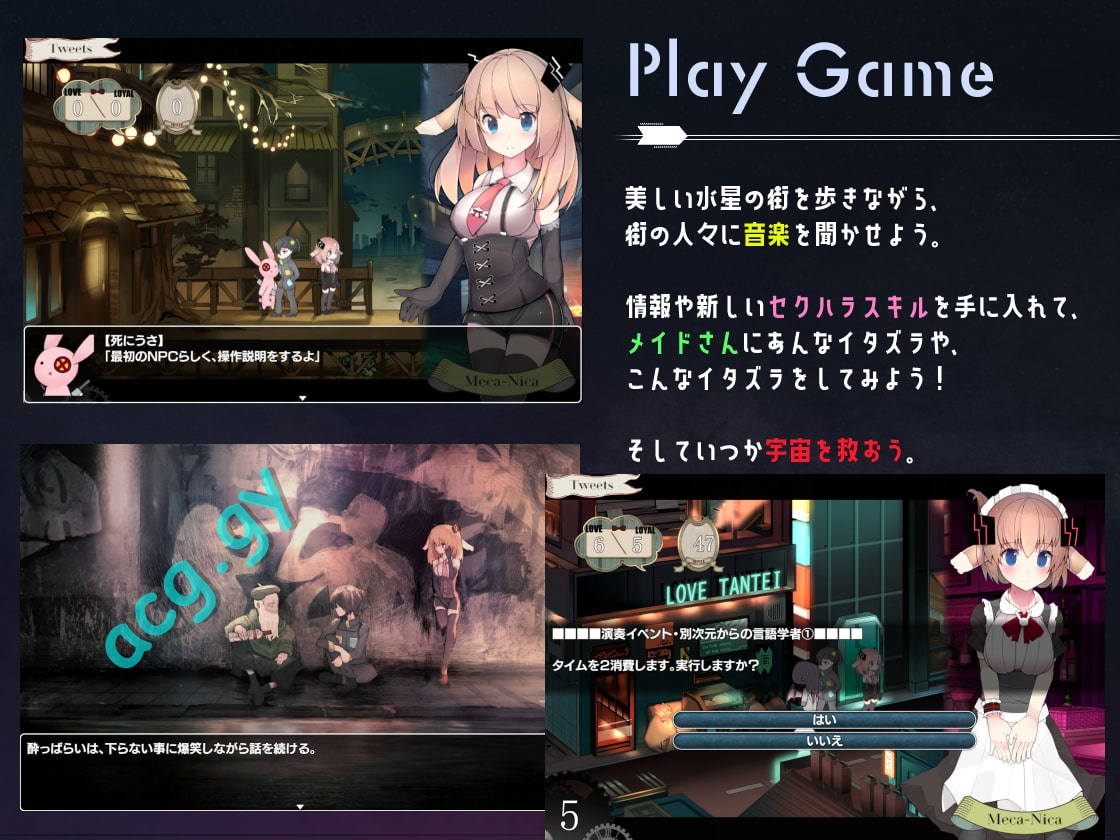 Tweets
LOVE LOYAL
0 0
0
【死にうさ】
「最初のNPCらしく、操作説明をするよ」
Meca-Nica
Play Game
美しい水星の街を歩きながら、
街の人々に音楽を聞かせよう。
情報や新しいセクハラスキルを手に入れて、
メイドさんにあんなイタズラや、
こんなイタズラをしてみよう！
そしていつか宇宙を救おう。
acg.gy
酔っぱらいは、下らない事に爆笑しながら話を続ける。
Tweets
LOVE LOYAL
6 5
47
LOVE TANTEI
■■■■演奏イベント・別次元からの言語学者①■■■■
タイムを2消費します。実行しますか？
はい
いいえ
5
Meca-Nica